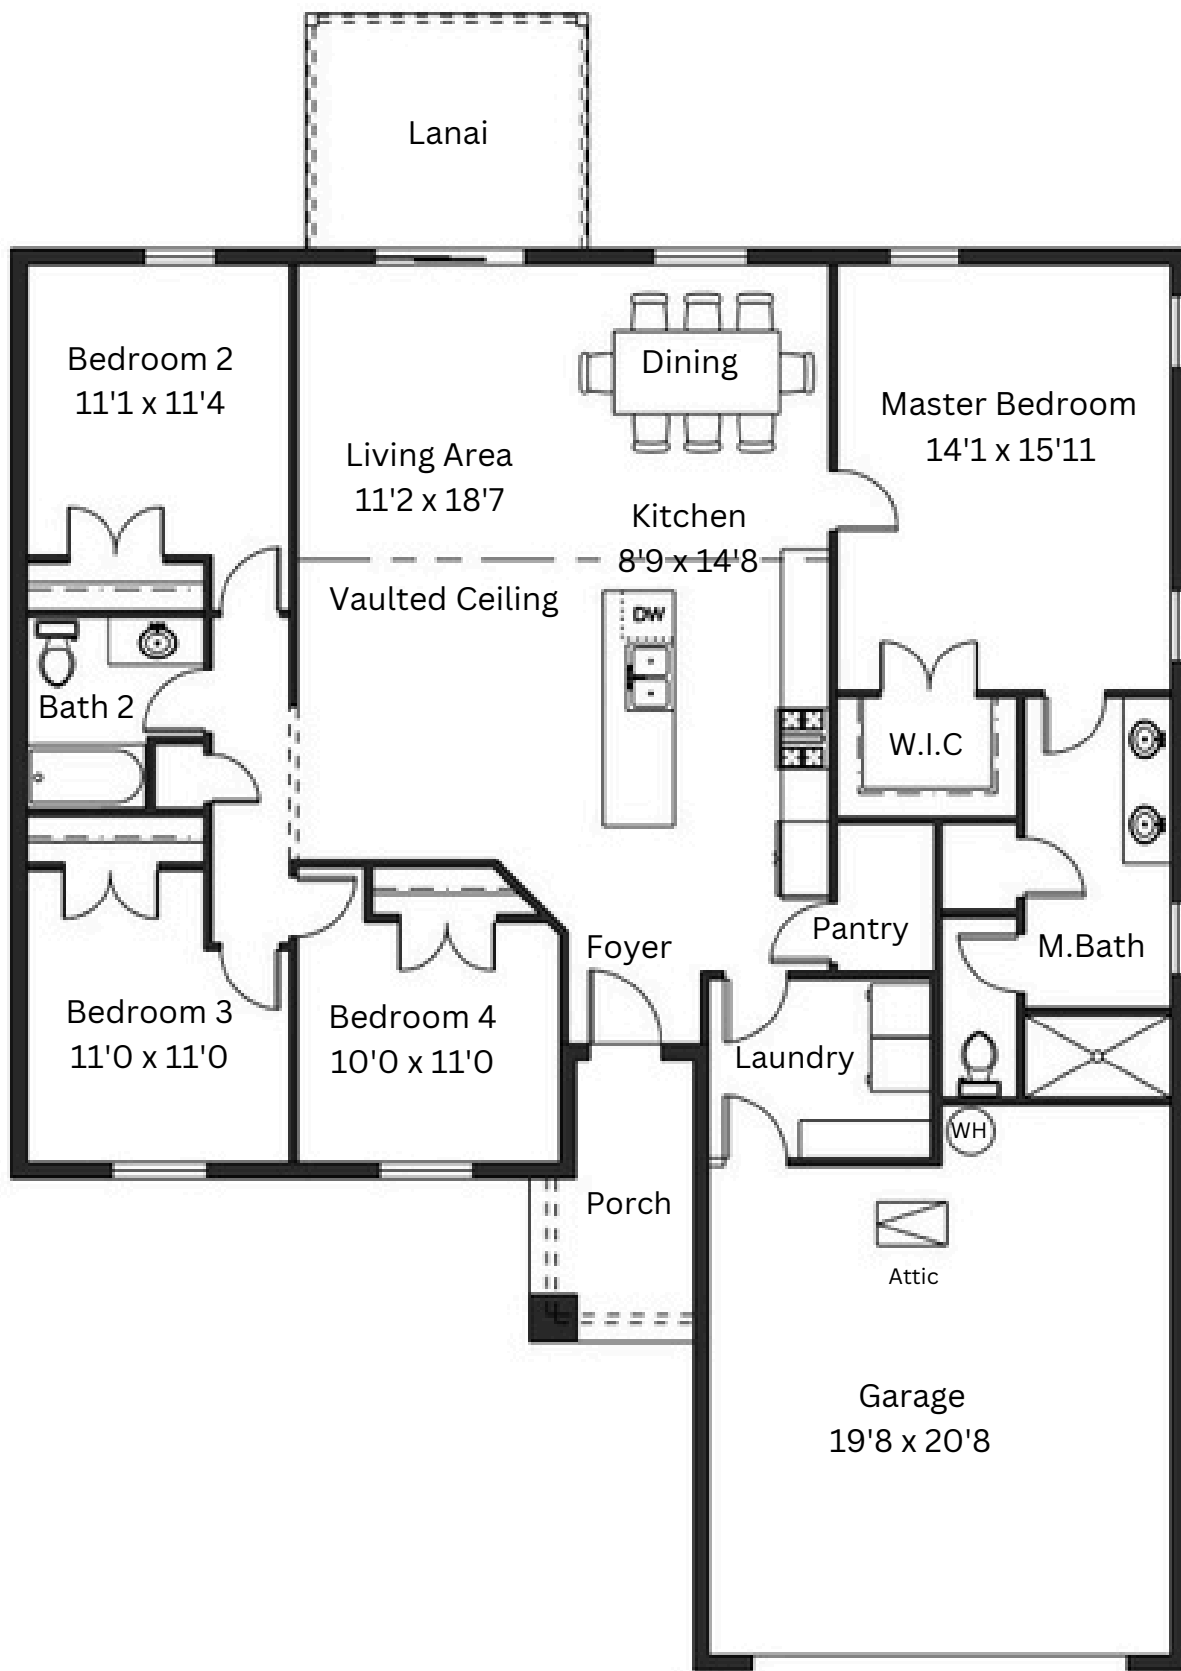 Lanai
Bedroom 2
11'1 x 11'4
Dining
Master Bedroom
14'1 x 15'11
Living Area
11'2 x 18'7
Kitchen
8'9 x 14'8
Vaulted Ceiling
DW
Bath 2
W.I.C
Pantry
Foyer
M.Bath
Bedroom 3
11'0 x 11'0
Bedroom 4
10'0 x 11'0
Laundry
WH
Porch
Attic
Garage
19'8 x 20'8